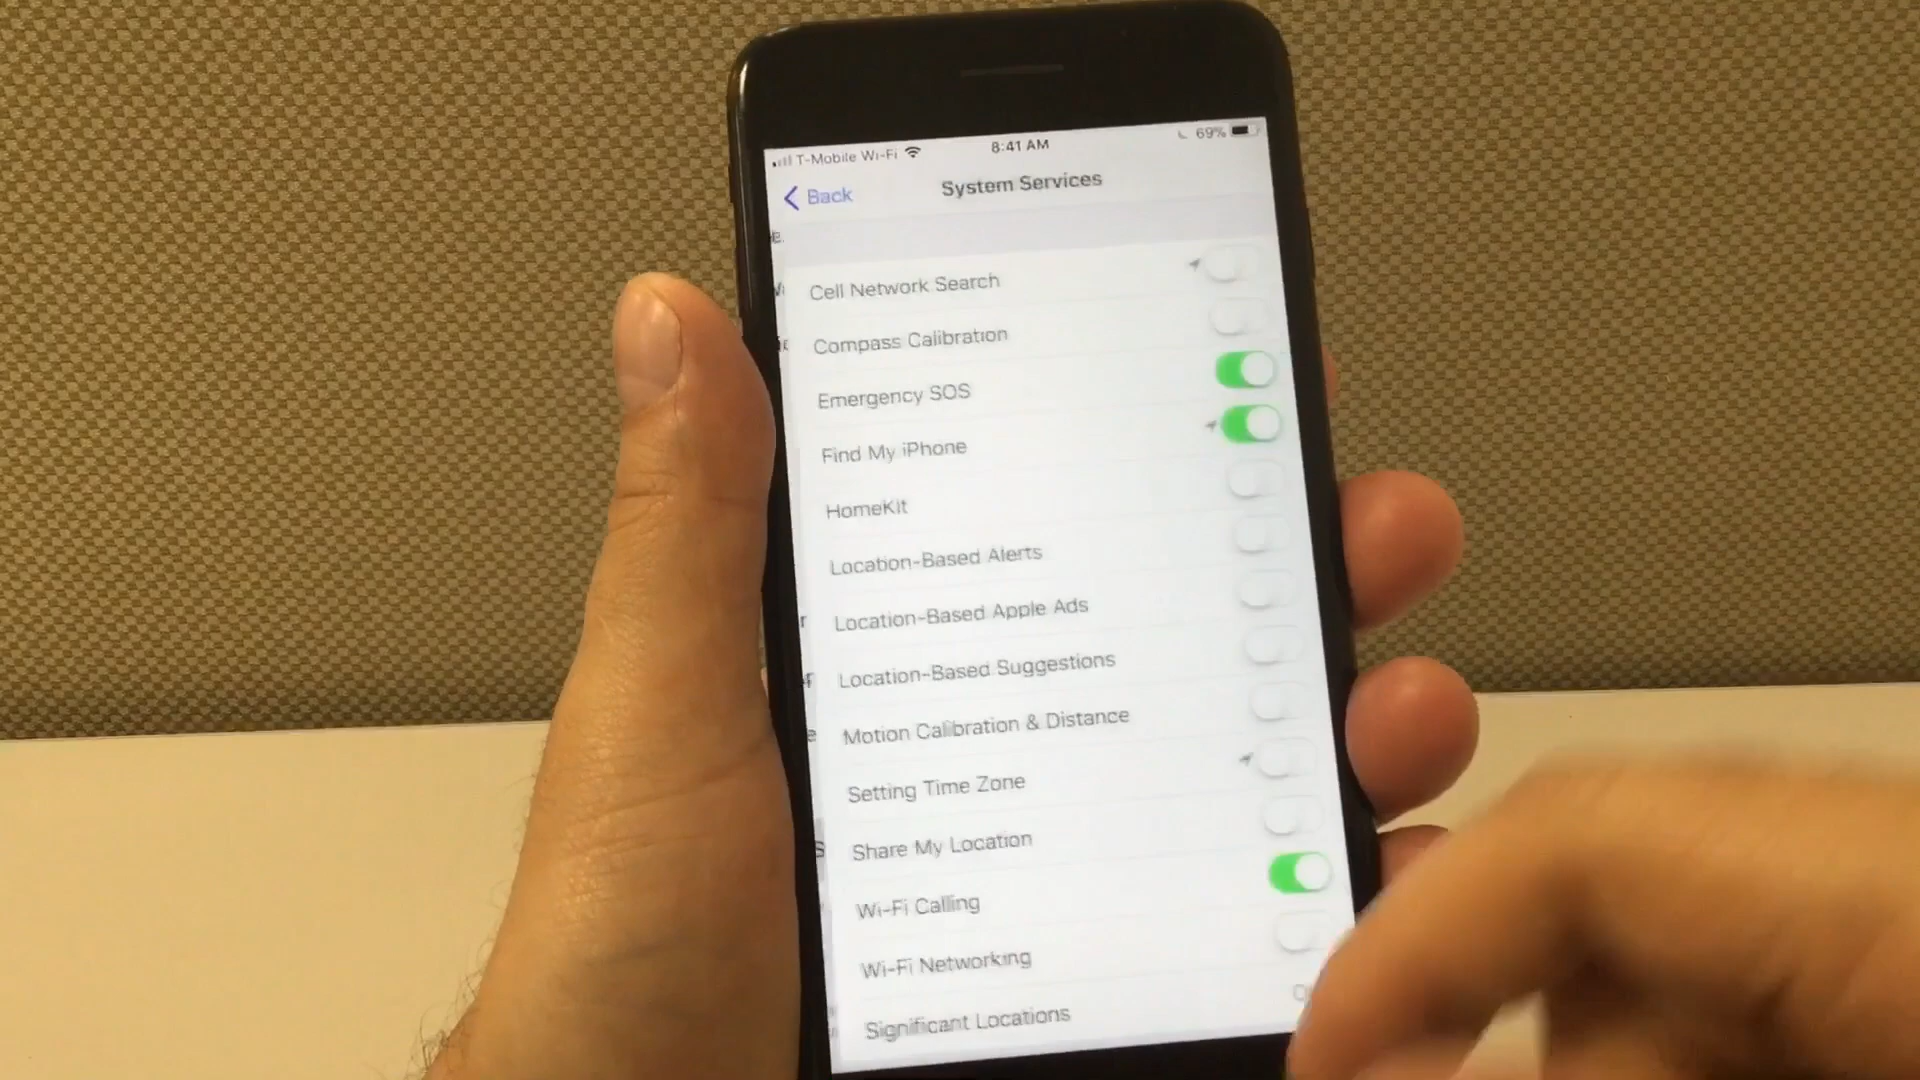 T-Mobile Wi-Fi 8:41 AM 69%
Back System Services
Cell Network Search
Compass Calibration
Emergency SOS
Find My iPhone
HomeKit
Location-Based Alerts
Location-Based Apple Ads
Location-Based Suggestions
Motion Calibration & Distance
Setting Time Zone
Share My Location
Wi-Fi Calling
Wi-Fi Networking
Significant Locations